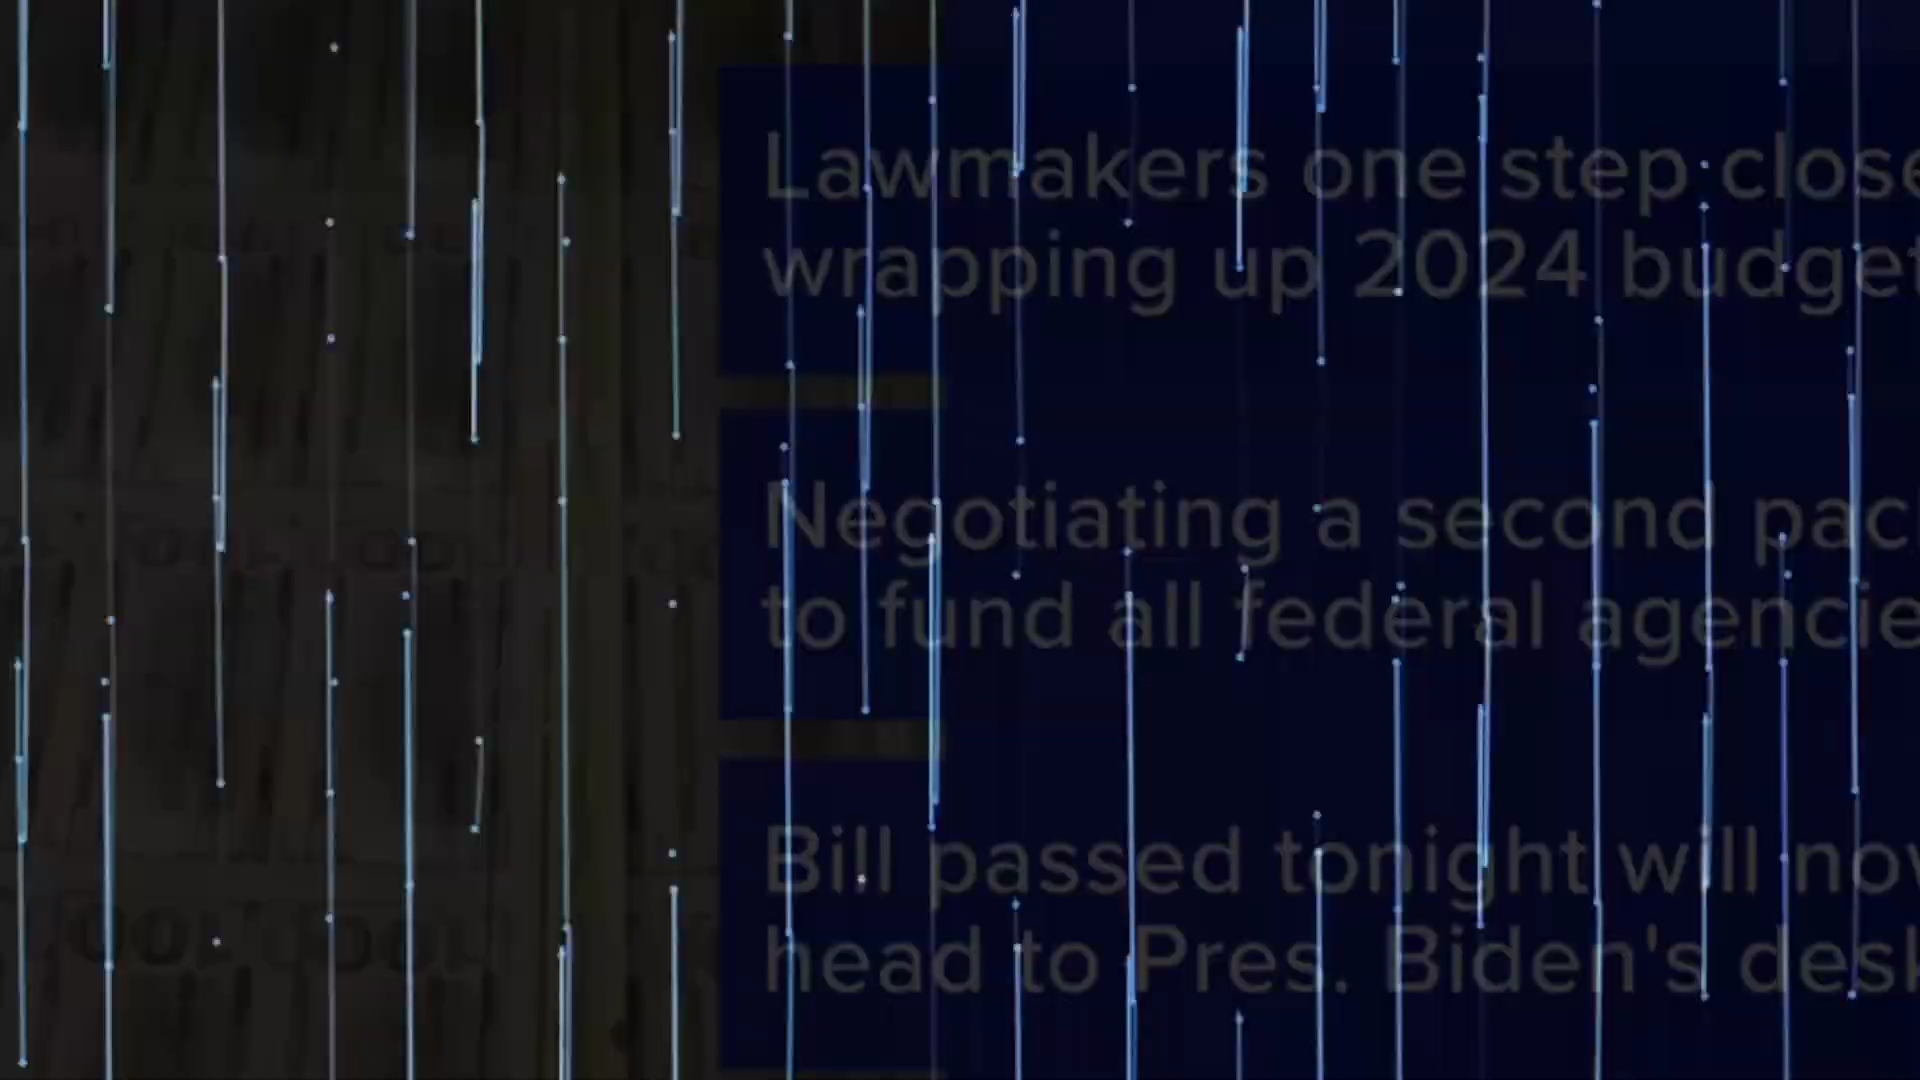 Lawmakers one step close
wrapping up 2024 budget
Negotiating a second pac
to fund all federal agencie
Bill passed tonight will now
head to Pres. Biden's desk